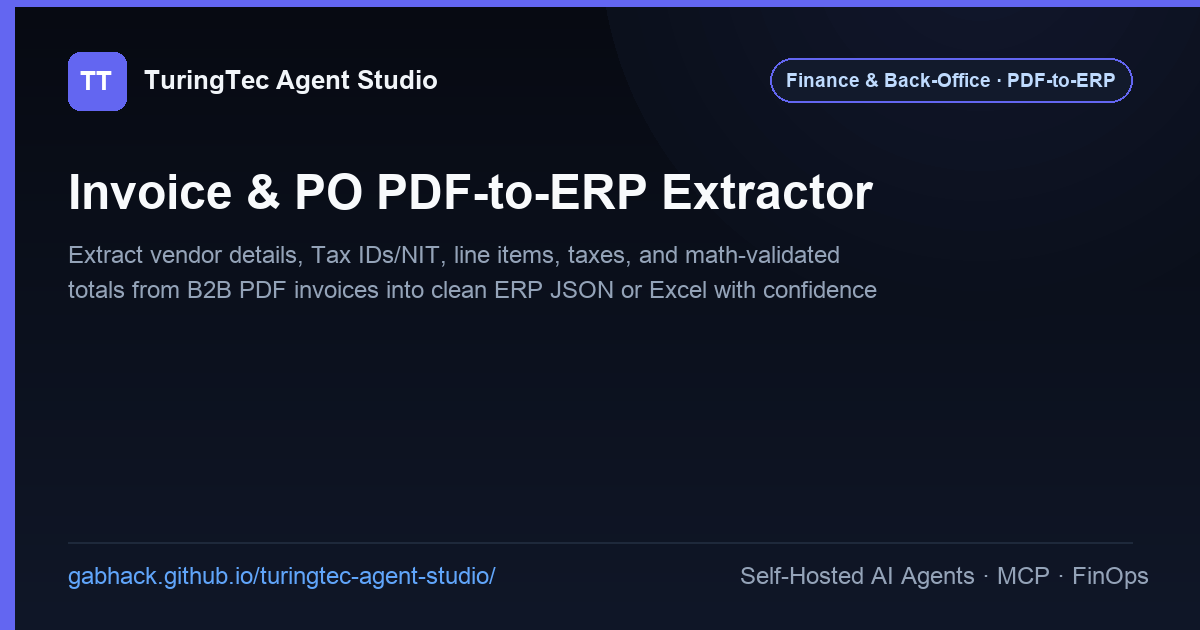 TT
TuringTec Agent Studio
Finance & Back-Office · PDF-to-ERP
Invoice & PO PDF-to-ERP Extractor
Extract vendor details, Tax IDs/NIT, line items, taxes, and math-validated
totals from B2B PDF invoices into clean ERP JSON or Excel with confidence
gabhack.github.io/turingtec-agent-studio/
Self-Hosted AI Agents · MCP · FinOps